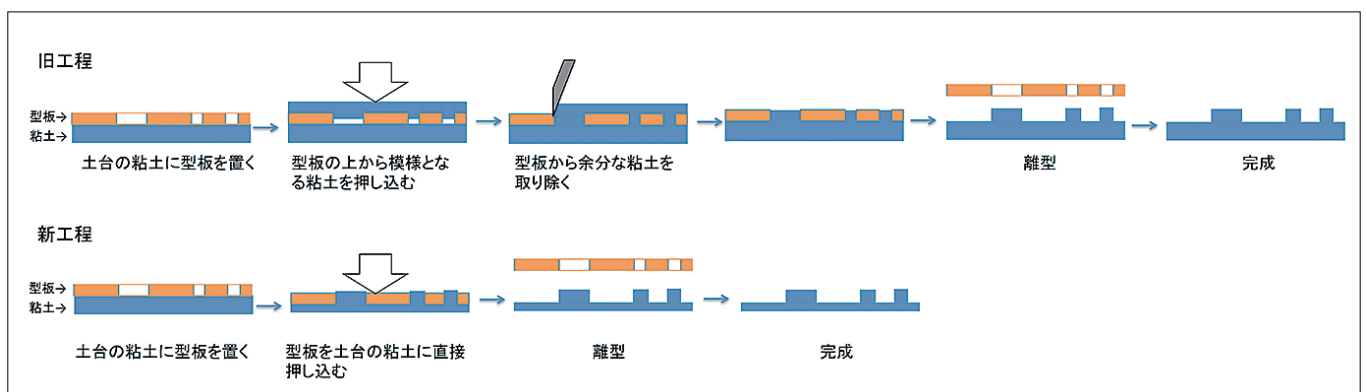 旧工程
型板→
粘土→
土台の粘土に型板を置く
型板の上から模様とな
る粘土を押し込む
型板から余分な粘土を
取り除く
離型
完成
新工程
型板→
粘土→
土台の粘土に型板を置く
型板を土台の粘土に直接
押し込む
離型
完成